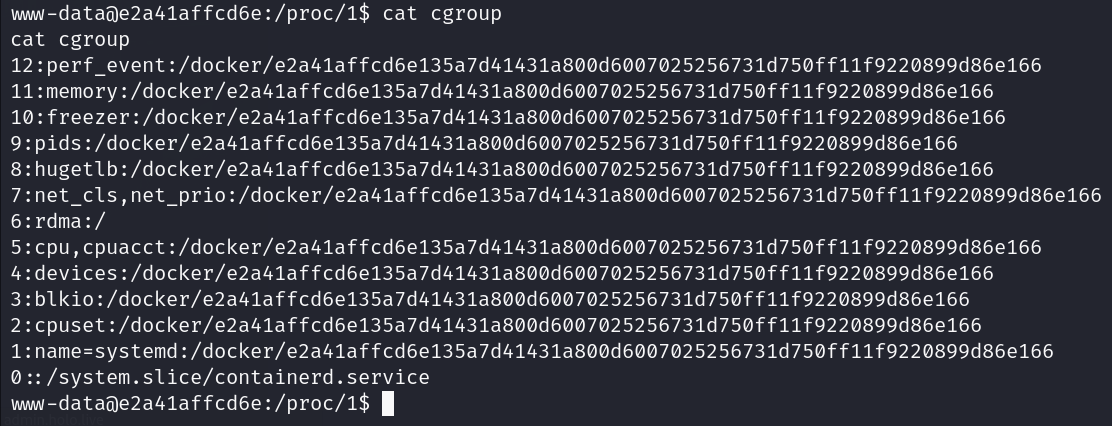 www-data@e2a41affcd6e:/proc/1$ cat cgroup
cat cgroup
12:perf_event:/docker/e2a41affcd6e135a7d41431a800d6007025256731d750ff11f9220899d86e166
11:memory:/docker/e2a41affcd6e135a7d41431a800d6007025256731d750ff11f9220899d86e166
10:freezer:/docker/e2a41affcd6e135a7d41431a800d6007025256731d750ff11f9220899d86e166
9:pids:/docker/e2a41affcd6e135a7d41431a800d6007025256731d750ff11f9220899d86e166
8:hugetlb:/docker/e2a41affcd6e135a7d41431a800d6007025256731d750ff11f9220899d86e166
7:net_cls,net_prio:/docker/e2a41affcd6e135a7d41431a800d6007025256731d750ff11f9220899d86e166
6:rdma:/
5:cpu,cpuacct:/docker/e2a41affcd6e135a7d41431a800d6007025256731d750ff11f9220899d86e166
4:devices:/docker/e2a41affcd6e135a7d41431a800d6007025256731d750ff11f9220899d86e166
3:blkio:/docker/e2a41affcd6e135a7d41431a800d6007025256731d750ff11f9220899d86e166
2:cpuset:/docker/e2a41affcd6e135a7d41431a800d6007025256731d750ff11f9220899d86e166
1:name=systemd:/docker/e2a41affcd6e135a7d41431a800d6007025256731d750ff11f9220899d86e166
0::/system.slice/containerd.service
www-data@e2a41affcd6e:/proc/1$